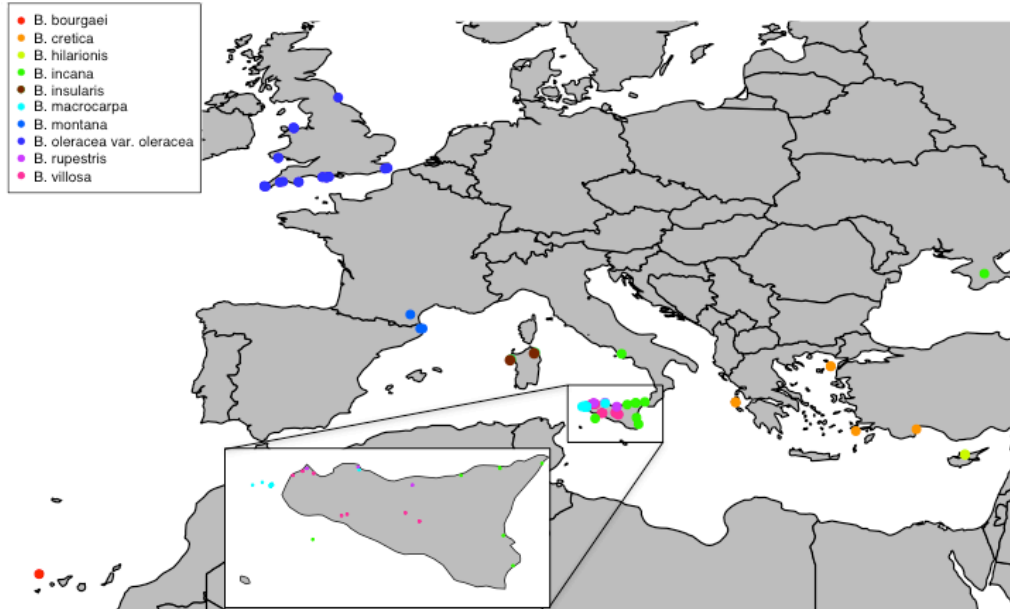 B. bourgaei
B. cretica
B. hilarionis
B. incana
B. insularis
B. macrocarpa
B. montana
B. oleracea var. oleracea
B. rupestris
B. villosa